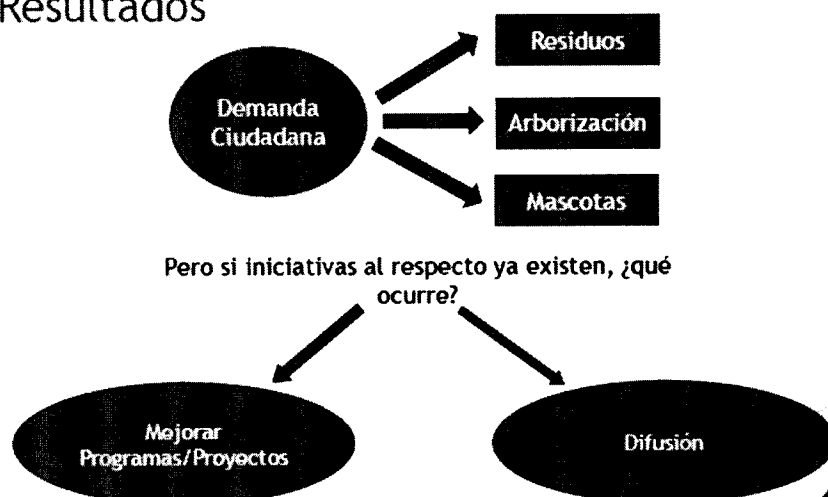 Resultados
Demanda
Ciudadana
Residuos
Arborización
Mascotas
Pero si iniciativas al respecto ya existen, ¿qué
ocurre?
Mejorar
Programas/Proyectos
Difusión